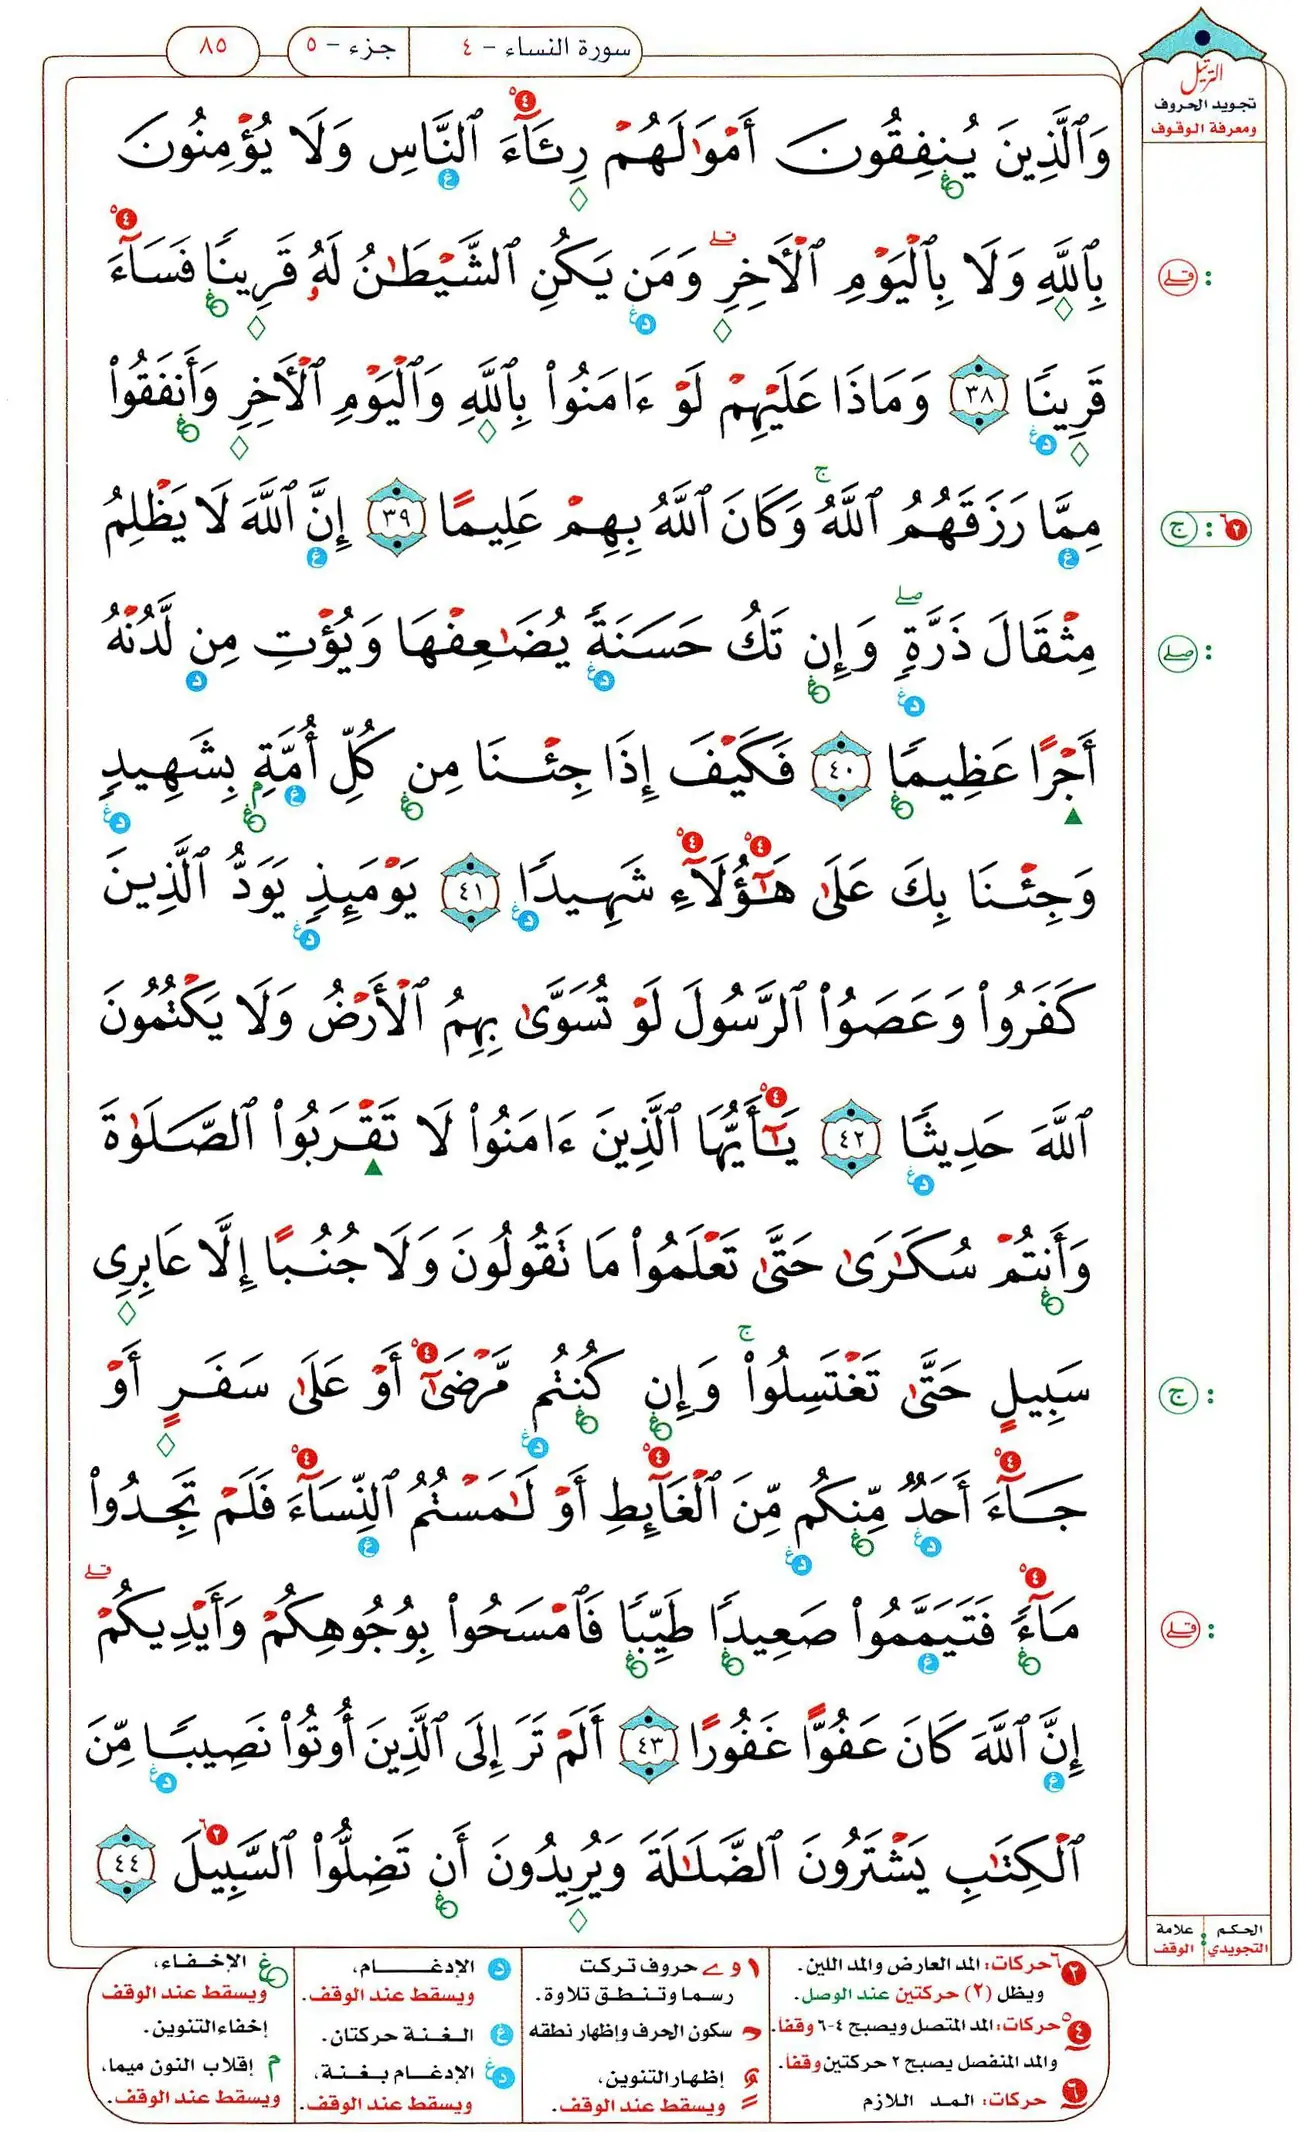 سورة النساء - ٤
جزء - ٥
٨٥
الترتيل
تجويد الحروف
ومعرفة الوقوف
وَٱلَّذِينَ يُنفِقُونَ أَمْوَٰلَهُمْ رِئَآءَ ٱلنَّاسِ وَلَا يُؤْمِنُونَ
بِٱللَّهِ وَلَا بِٱلْيَوْمِ ٱلْأَخِرِ ۗ وَمَن يَكُنِ ٱلشَّيْطَٰنُ لَهُۥ قَرِينًا فَسَآءَ
قَرِينًا ٣٨ وَمَاذَا عَلَيْهِمْ لَوْ ءَامَنُوا۟ بِٱللَّهِ وَٱلْيَوْمِ ٱلْأَخِرِ وَأَنفَقُوا۟
مِمَّا رَزَقَهُمُ ٱللَّهُ ۚ وَكَانَ ٱللَّهُ بِهِمْ عَلِيمًا ٣٩ إِنَّ ٱللَّهَ لَا يَظْلِمُ
مِثْقَالَ ذَرَّةٍ ۖ وَإِن تَكُ حَسَنَةً يُضَٰعِفْهَا وَيُؤْتِ مِن لَّدُنْهُ
أَجْرًا عَظِيمًا ٤٠ فَكَيْفَ إِذَا جِئْنَا مِن كُلِّ أُمَّةٍۭ بِشَهِيدٍ
وَجِئْنَا بِكَ عَلَىٰ هَٰٓؤُلَآءِ شَهِيدًا ٤١ يَوْمَئِذٍ يَوَدُّ ٱلَّذِينَ
كَفَرُوا۟ وَعَصَوُا۟ ٱلرَّسُولَ لَوْ تُسَوَّىٰ بِهِمُ ٱلْأَرْضُ وَلَا يَكْتُمُونَ
ٱللَّهَ حَدِيثًا ٤٢ يَٰٓأَيُّهَا ٱلَّذِينَ ءَامَنُوا۟ لَا تَقْرَبُوا۟ ٱلصَّلَوٰةَ
وَأَنتُمْ سُكَٰرَىٰ حَتَّىٰ تَعْلَمُوا۟ مَا تَقُولُونَ وَلَا جُنُبًا إِلَّا عَابِرِى
سَبِيلٍ حَتَّىٰ تَغْتَسِلُوا۟ ۚ وَإِن كُنتُم مَّرْضَىٰٓ أَوْ عَلَىٰ سَفَرٍ أَوْ
جَآءَ أَحَدٌ مِّنكُم مِّنَ ٱلْغَآئِطِ أَوْ لَٰمَسْتُمُ ٱلنِّسَآءَ فَلَمْ تَجِدُوا۟
مَآءً فَتَيَمَّمُوا۟ صَعِيدًا طَيِّبًا فَٱمْسَحُوا۟ بِوُجُوهِكُمْ وَأَيْدِيكُمْ ۗ
إِنَّ ٱللَّهَ كَانَ عَفُوًّا غَفُورًا ٤٣ أَلَمْ تَرَ إِلَى ٱلَّذِينَ أُوتُوا۟ نَصِيبًا مِّنَ
ٱلْكِتَٰبِ يَشْتَرُونَ ٱلضَّلَٰلَةَ وَيُرِيدُونَ أَن تَضِلُّوا۟ ٱلسَّبِيلَ ٤٤
: قلى
٢ ٦ : ج
: صلى
: ج
: قلى
الحكم التجويدي : علامة الوقف
٢ ٦ حركات: المد العارض والمد اللين.
ويظل (٢) حركتين عند الوصل.
٤ ٥ حركات: المد المتصل ويصبح ٤-٦ وقفاً.
والمد المنفصل يصبح ٢ حركتين وقفاً.
٦ حركات: المد اللازم
ا و ے حروف تركت
رسما وتنطق تلاوة.
سكون الحرف وإظهار نطقه
إظهار التنوين،
ويسقط عند الوقف.
د الإدغام،
ويسقط عند الوقف.
غ الغنة حركتان.
دغ الإدغام بغنة،
ويسقط عند الوقف.
الإخفاء،
ويسقط عند الوقف
إخفاء التنوين.
م إقلاب النون ميما،
ويسقط عند الوقف.